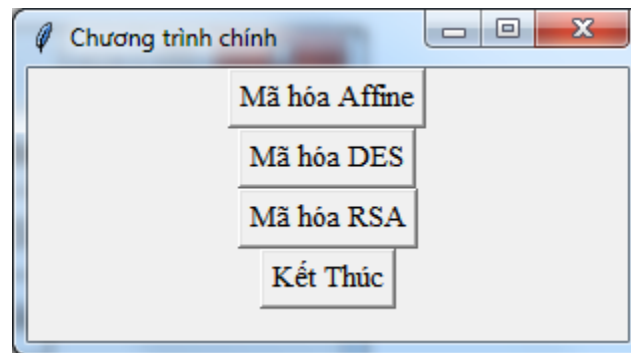 Chương trình chính
Mã hóa Affine
Mã hóa DES
Mã hóa RSA
Kết Thúc